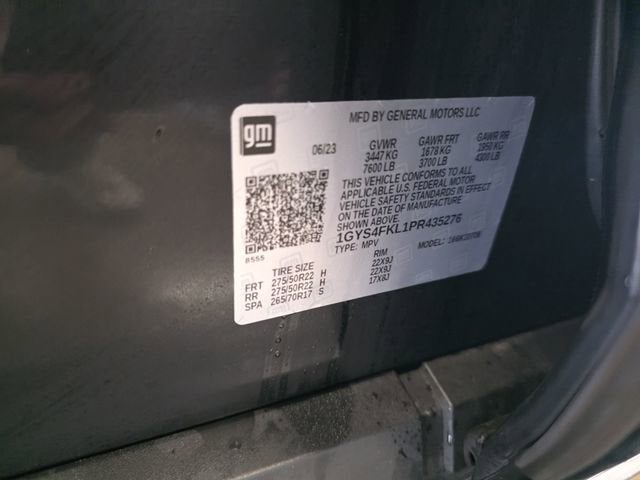 gm
MFD BY GENERAL MOTORS LLC
06/23 GVWR GAWR FRT GAWR RR
3447 KG 1678 KG 1950 KG
7600 LB 3700 LB 4300 LB
THIS VEHICLE CONFORMS TO ALL
APPLICABLE U.S. FEDERAL MOTOR
VEHICLE SAFETY STANDARDS IN EFFECT
ON THE DATE OF MANUFACTURE
SHOWN ABOVE.
1GYS4FKL1PR435276
TYPE: MPV MODEL:
8555
TIRE SIZE RIM
FRT 275/50R22 H 22X9J
RR 275/50R22 H 22X9J
SPA 265/70R17 S 17X8J